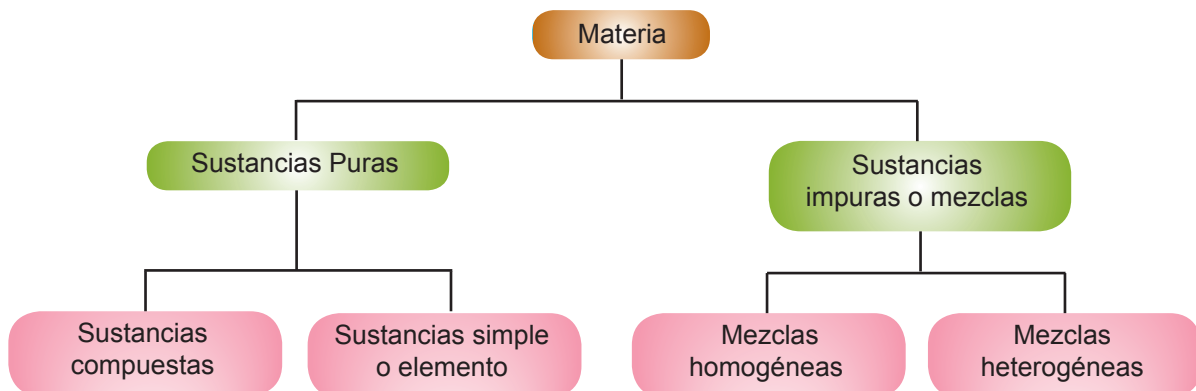 Materia
Sustancias Puras
Sustancias
impuras o mezclas
Sustancias
compuestas
Sustancias simple
o elemento
Mezclas
homogéneas
Mezclas
heterogéneas